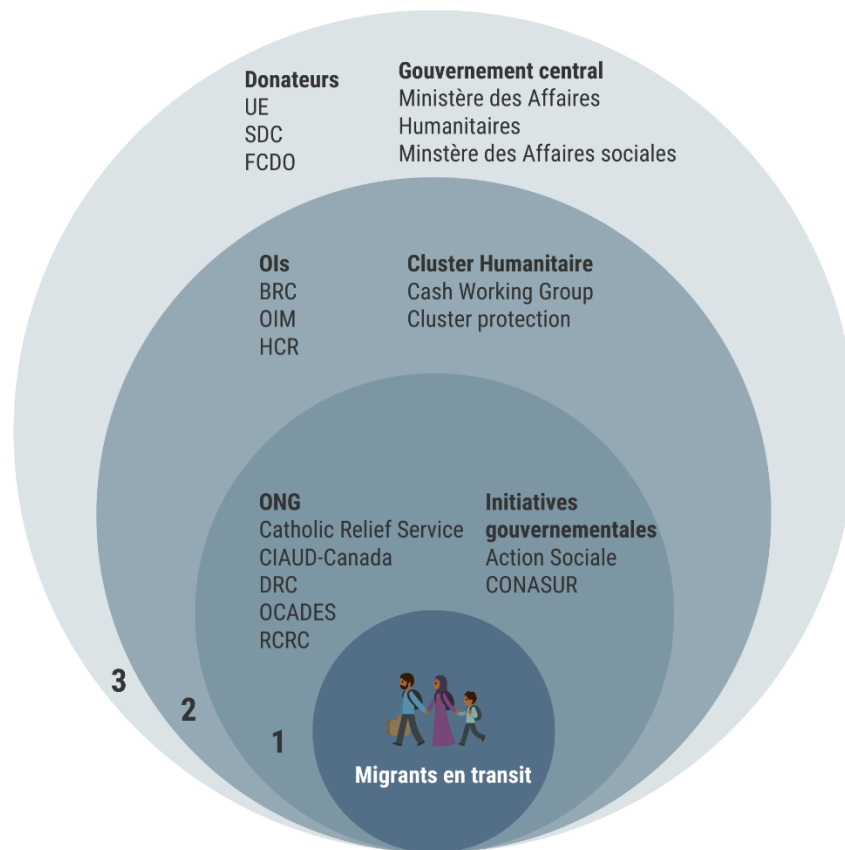 Donateurs
UE
SDC
FCDO
Gouvernement central
Ministère des Affaires
Humanitaires
Minstère des Affaires sociales
OIs
BRC
OIM
HCR
Cluster Humanitaire
Cash Working Group
Cluster protection
ONG
Catholic Relief Service
CIAUD-Canada
DRC
OCADES
RCRC
Initiatives
gouvernementales
Action Sociale
CONASUR
3
2
1
Migrants en transit